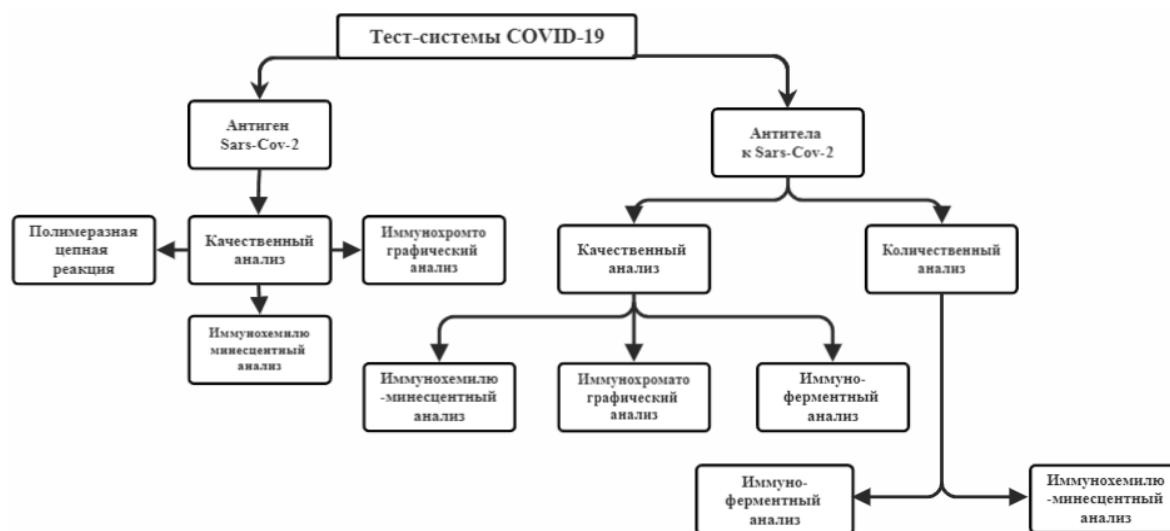 Тест-системы COVID-19
Антиген
Sars-Cov-2
Антитела
к Sars-Cov-2
Полимеразная
цепная
реакция
Качественный
анализ
Иммунохромто
графический
анализ
Качественный
анализ
Количественный
анализ
Иммунохемилю
минесцентный
анализ
Иммунохемилю
-минесцентный
анализ
Иммунохромато
графический
анализ
Иммуно-
ферментный
анализ
Иммуно-
ферментный
анализ
Иммунохемилю
-минесцентный
анализ